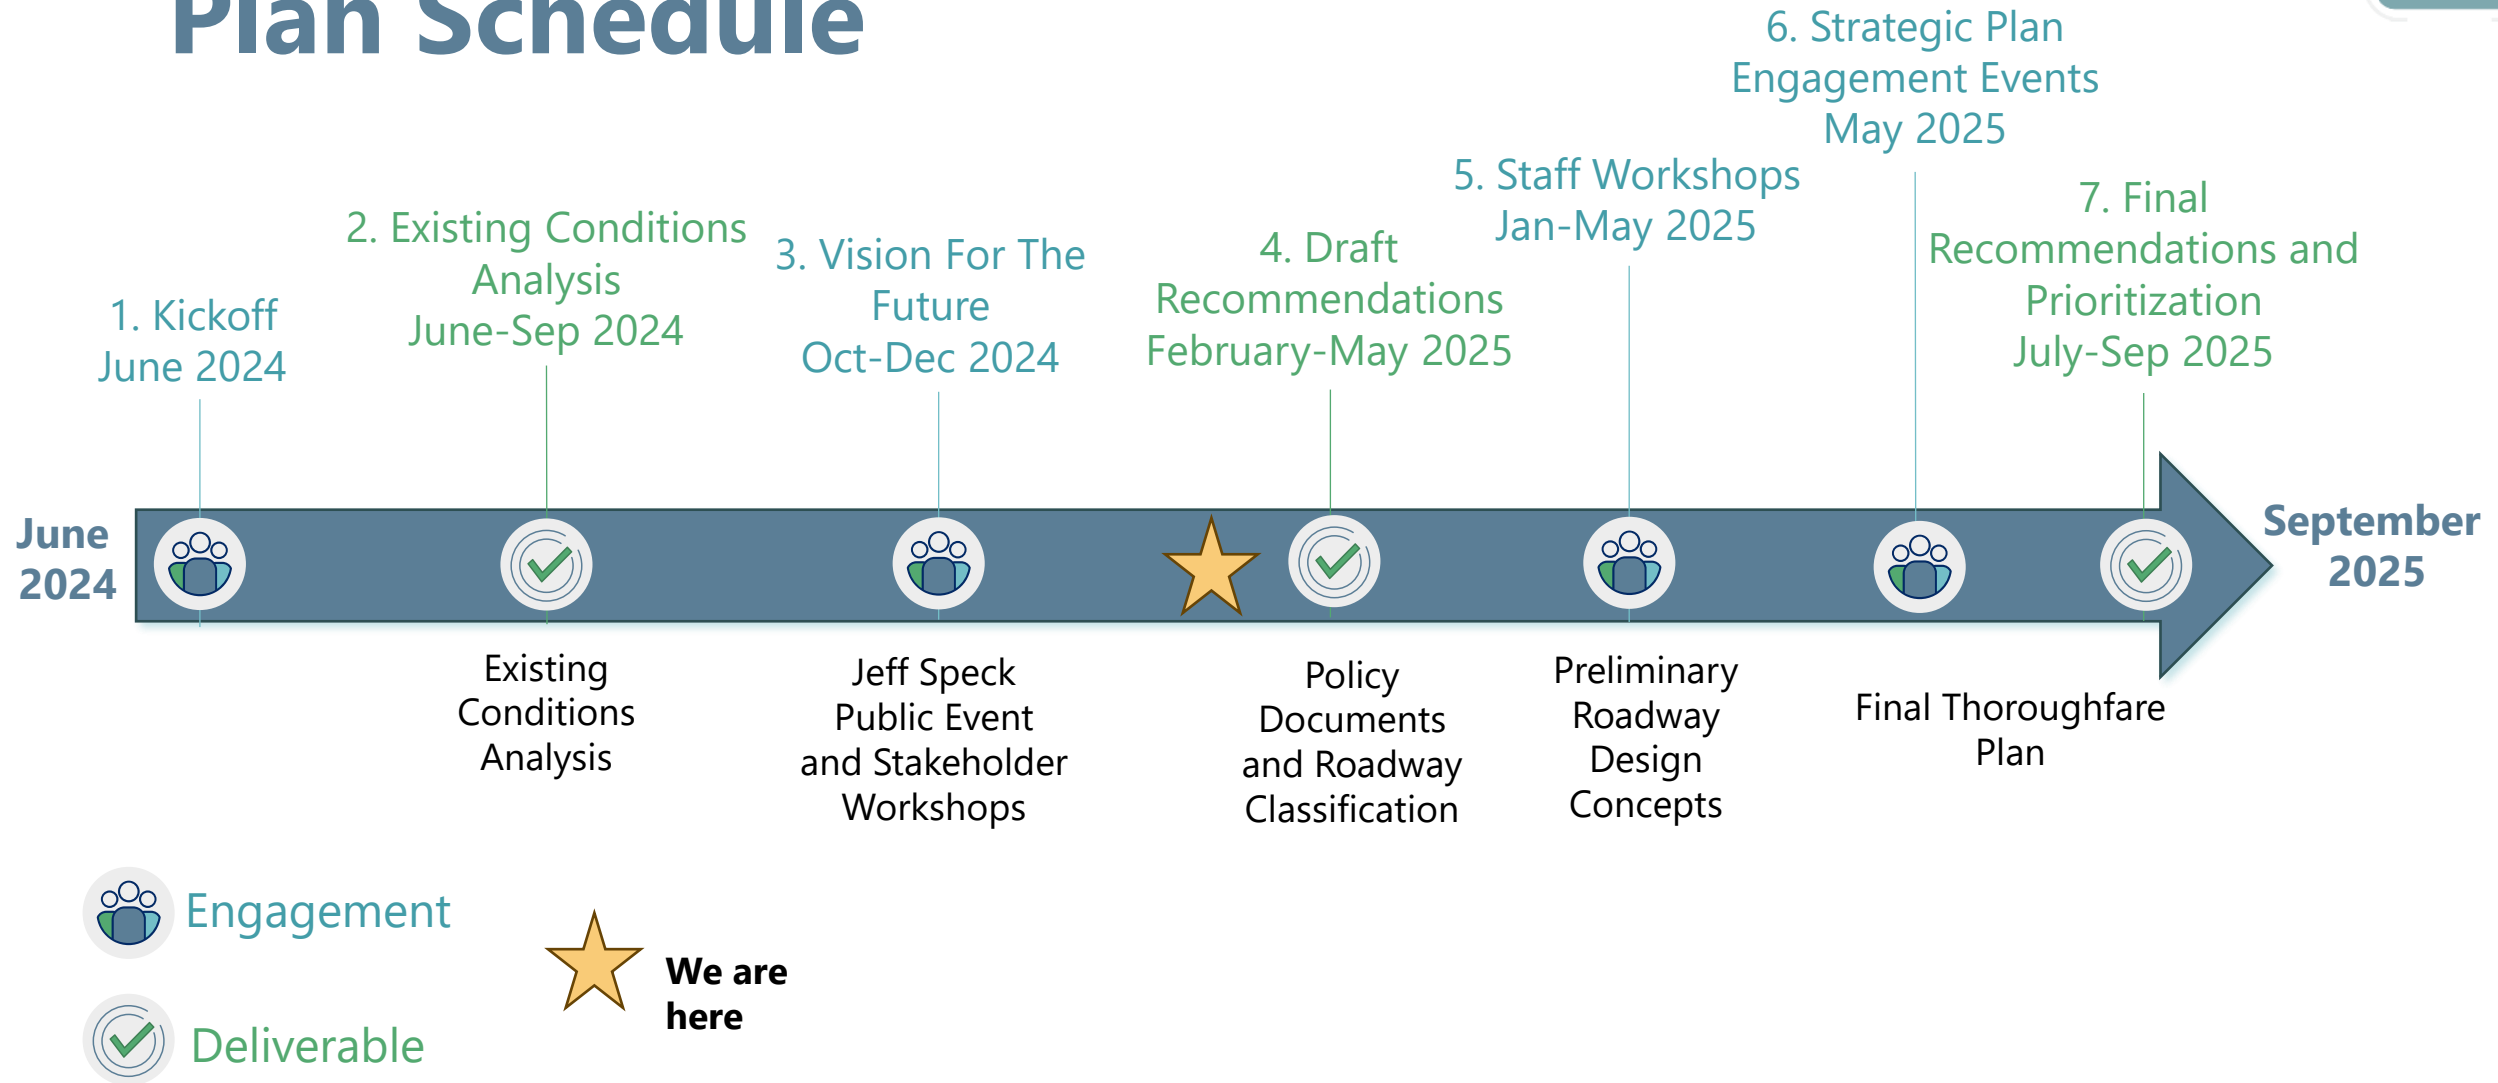 Plan Schedule
1. Kickoff
June 2024
2. Existing Conditions
Analysis
June-Sep 2024
3. Vision For The
Future
Oct-Dec 2024
4. Draft
Recommendations
February-May 2025
5. Staff Workshops
Jan-May 2025
6. Strategic Plan
Engagement Events
May 2025
7. Final
Recommendations and
Prioritization
July-Sep 2025
June
2024
September
2025
Existing
Conditions
Analysis
Jeff Speck
Public Event
and Stakeholder
Workshops
Policy
Documents
and Roadway
Classification
Preliminary
Roadway
Design
Concepts
Final Thoroughfare
Plan
Engagement
Deliverable
We are
here